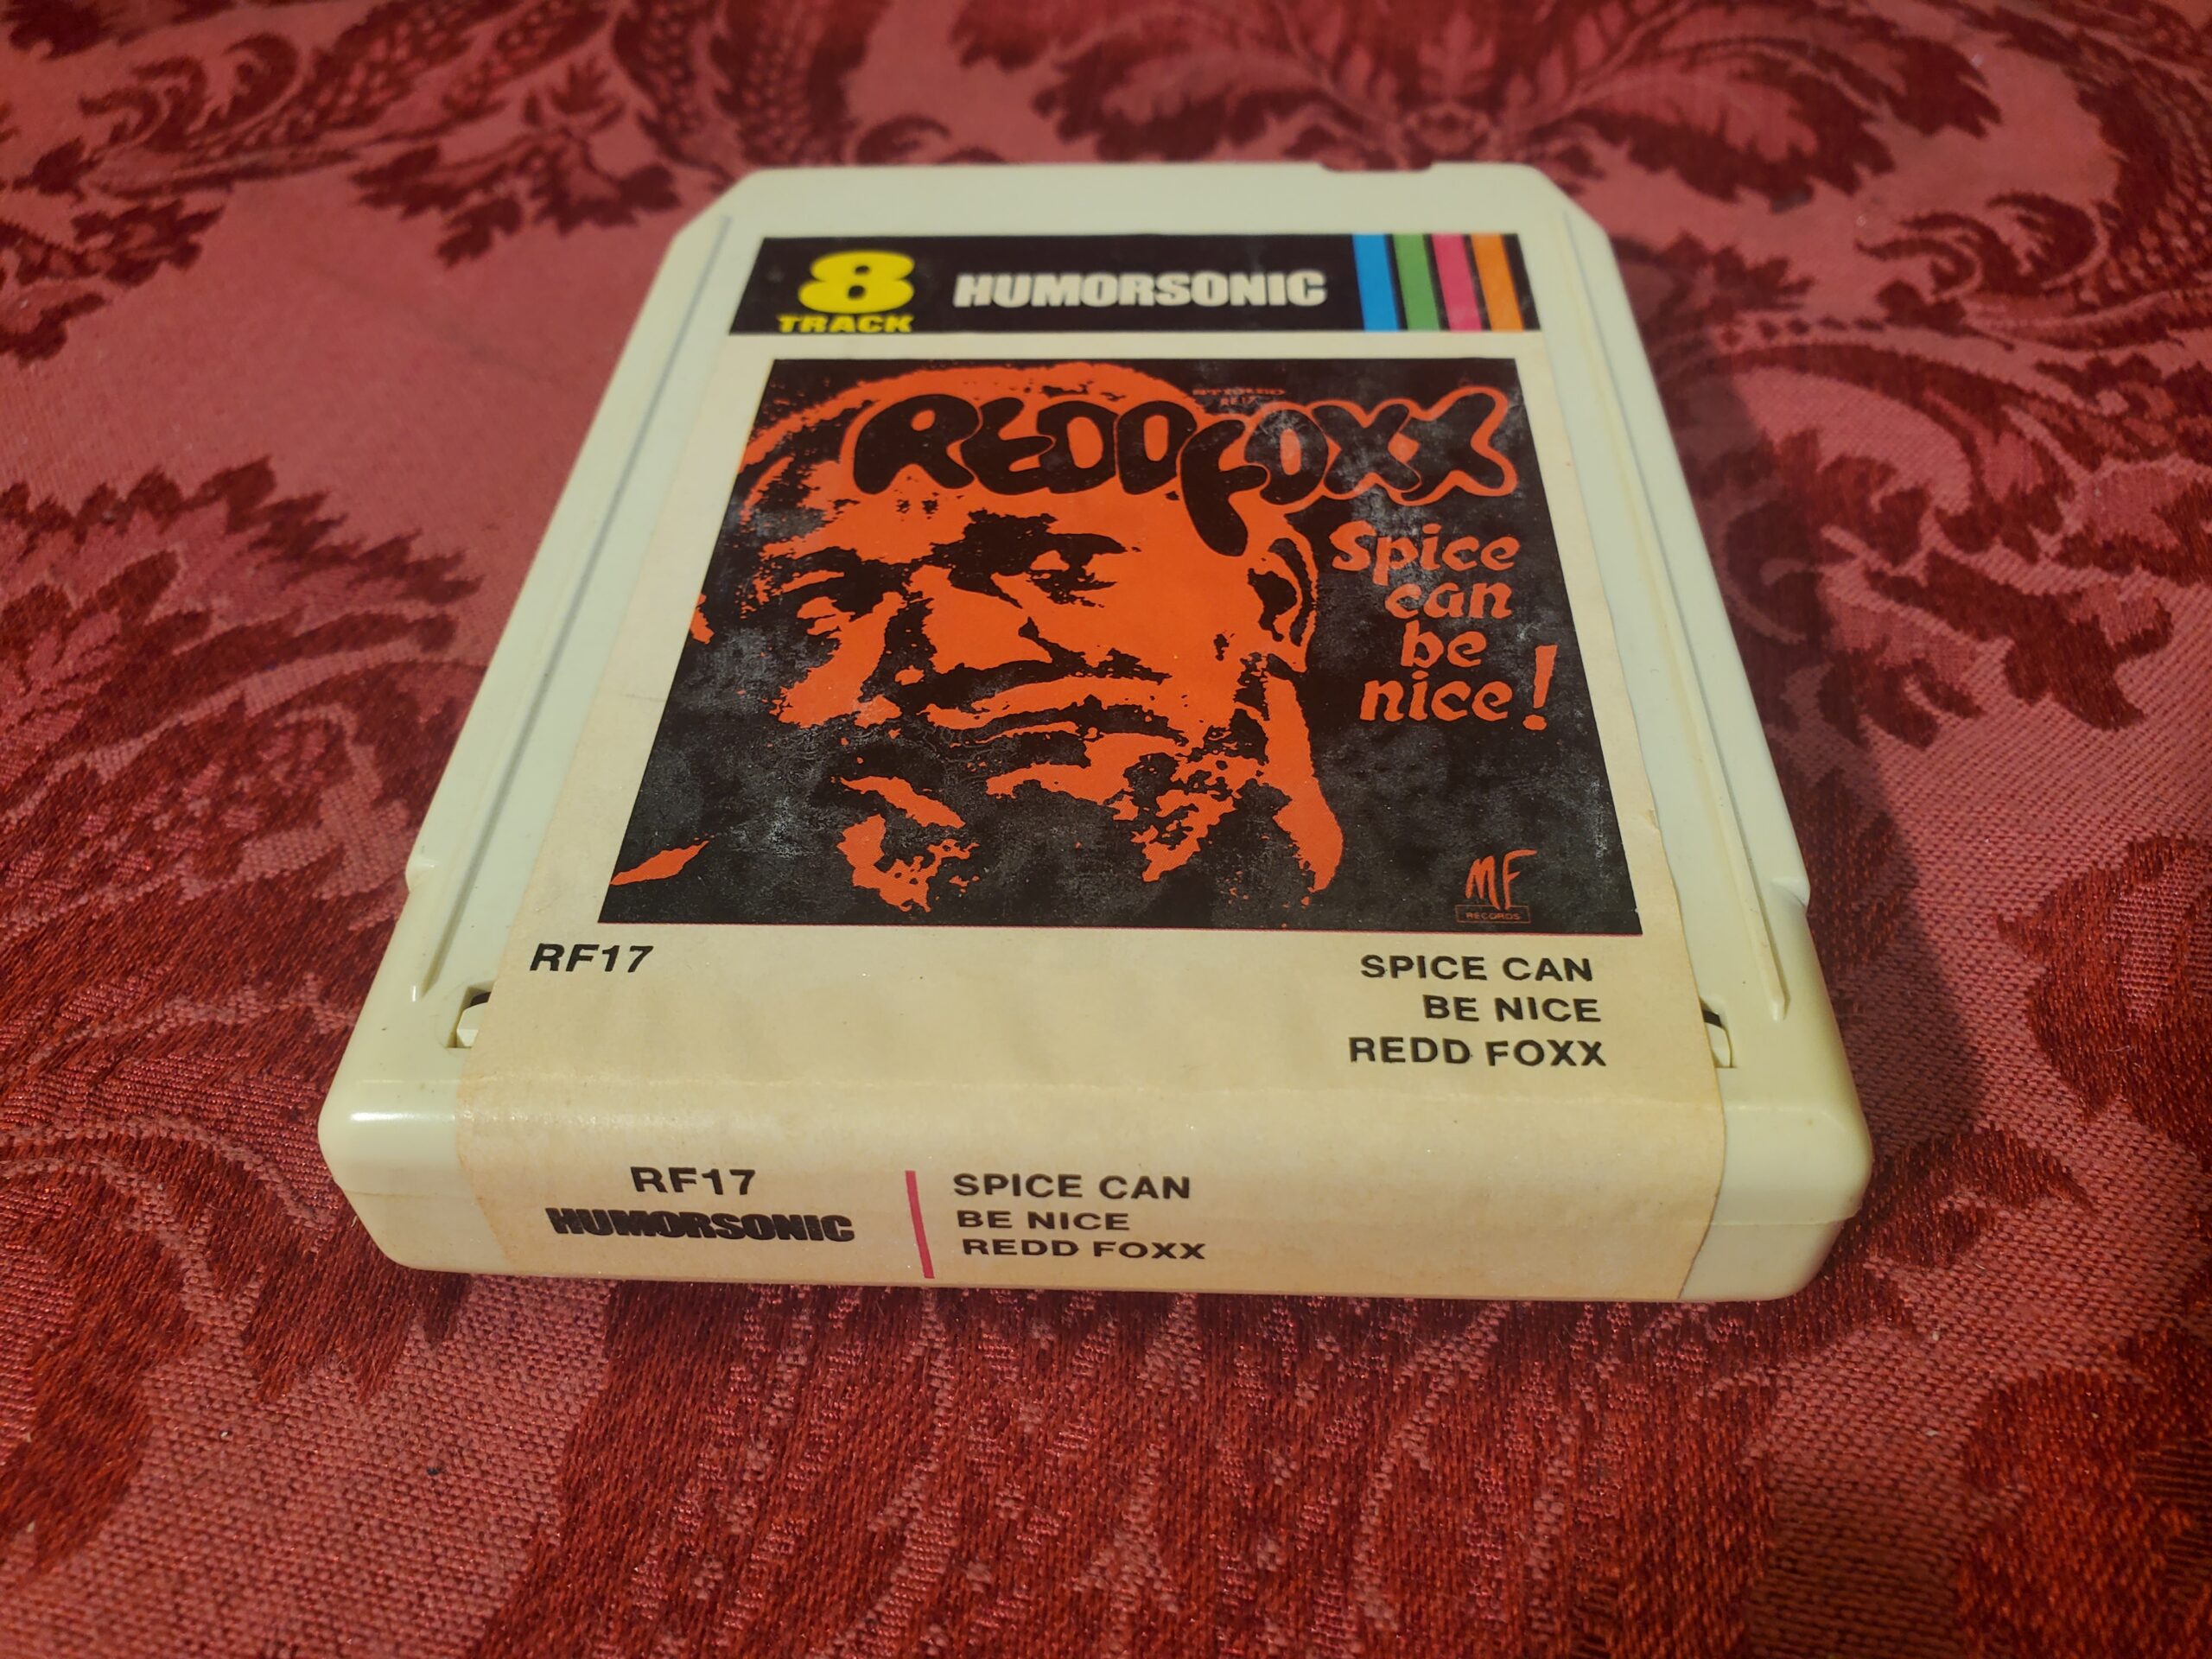 8
TRACK
HUMORSONIC
REDD FOXX
Spice
can
be
nice!
MF
RECORDS
RF17
SPICE CAN
BE NICE
REDD FOXX
RF17
HUMORSONIC
SPICE CAN
BE NICE
REDD FOXX